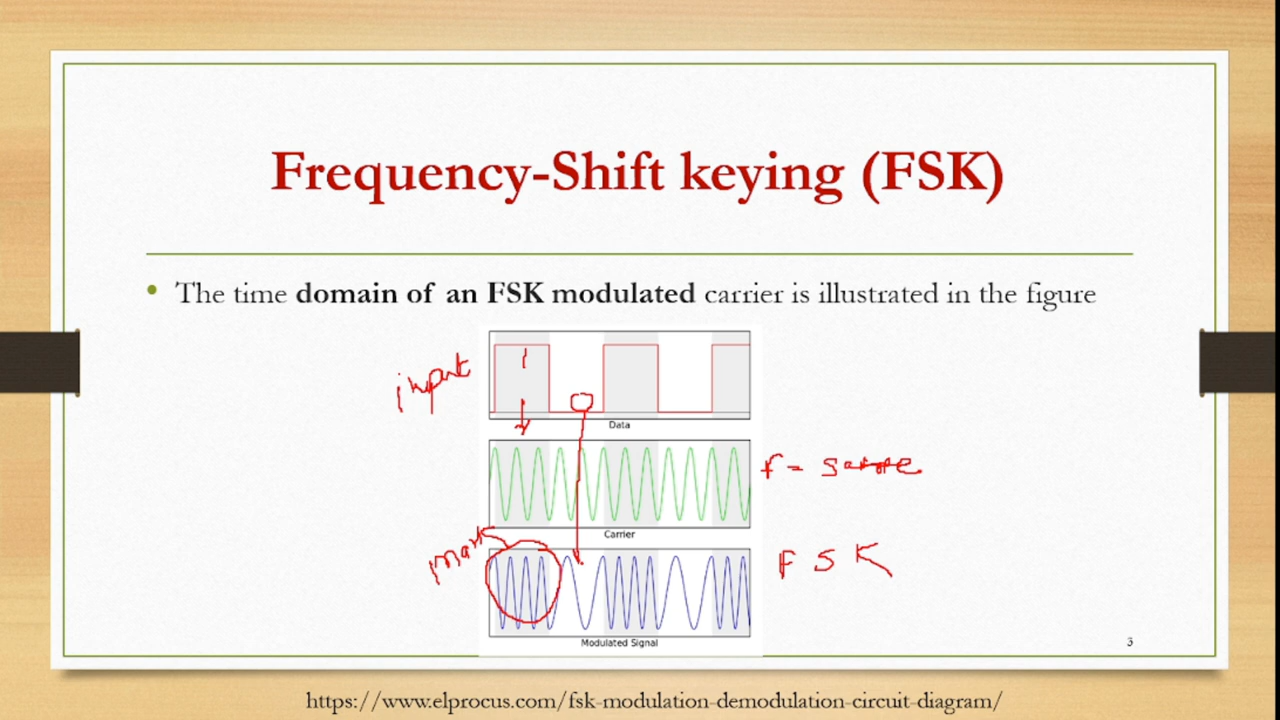 Frequency-Shift keying (FSK)
• The time domain of an FSK modulated carrier is illustrated in the figure
input
1
0
Data
f = same
Carrier
mark
F S K
Modulated Signal
3
https://www.elprocus.com/fsk-modulation-demodulation-circuit-diagram/